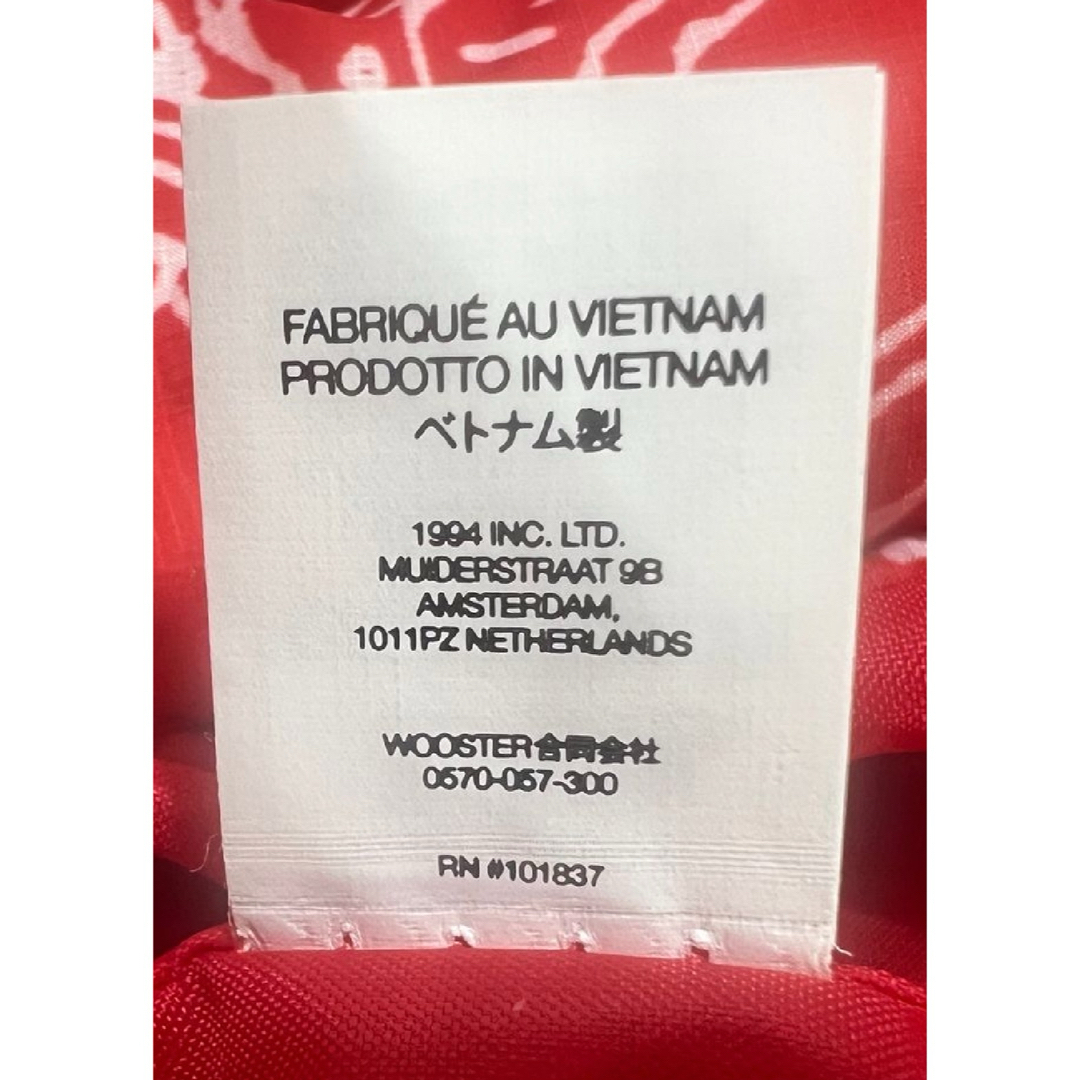 FABRIQUÉ AU VIETNAM
PRODOTTO IN VIETNAM
ベトナム製
1994 INC. LTD.
MUIDERSTRAAT 9B
AMSTERDAM,
1011PZ NETHERLANDS
WOOSTER合同会社
0570-057-300
RN #101837